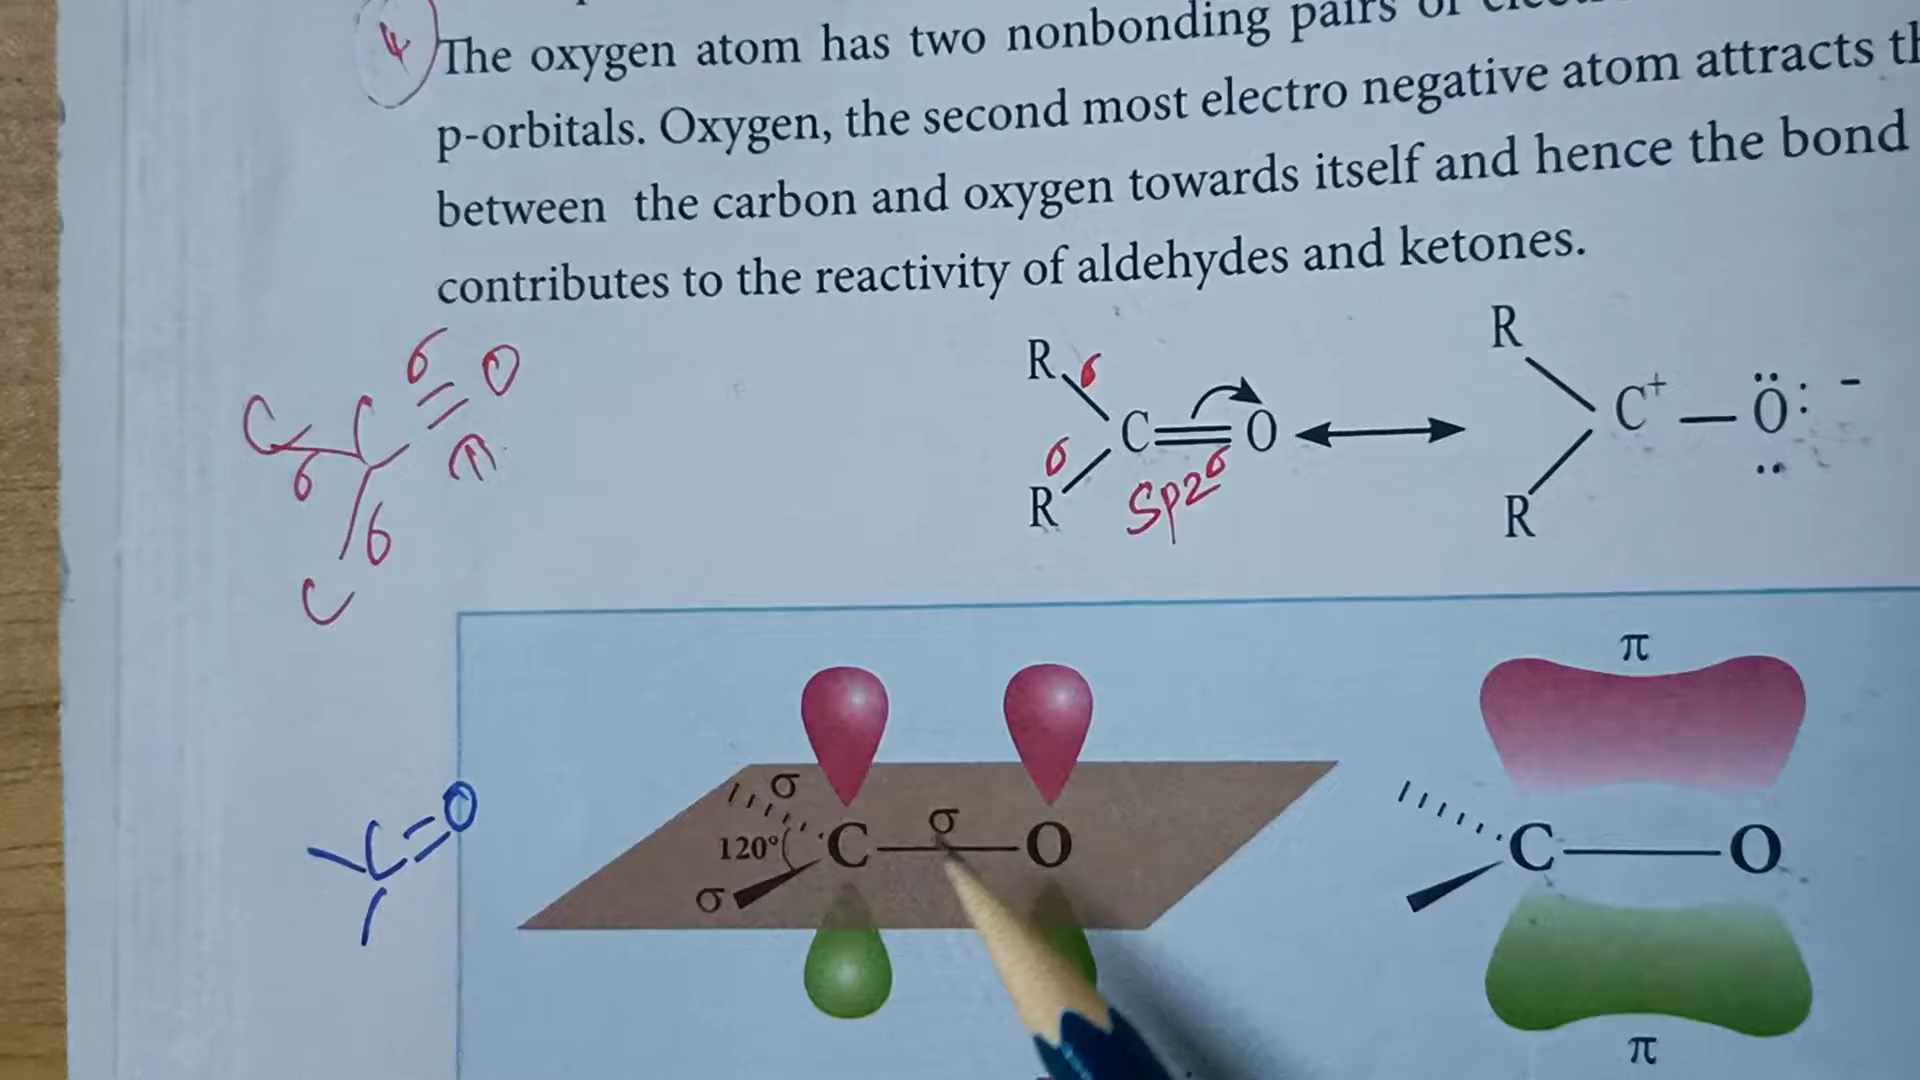 4
The oxygen atom has two nonbonding pairs of
p-orbitals. Oxygen, the second most electro negative atom attracts
between the carbon and oxygen towards itself and hence the bond
contributes to the reactivity of aldehydes and ketones.
R σ C = O ↔ R C⁺ — Ö: ⁻
σ R sp2 σ R
C σ C = O σ π
σ
C
π
σ C σ O
120°
σ
C — O
C = O
π